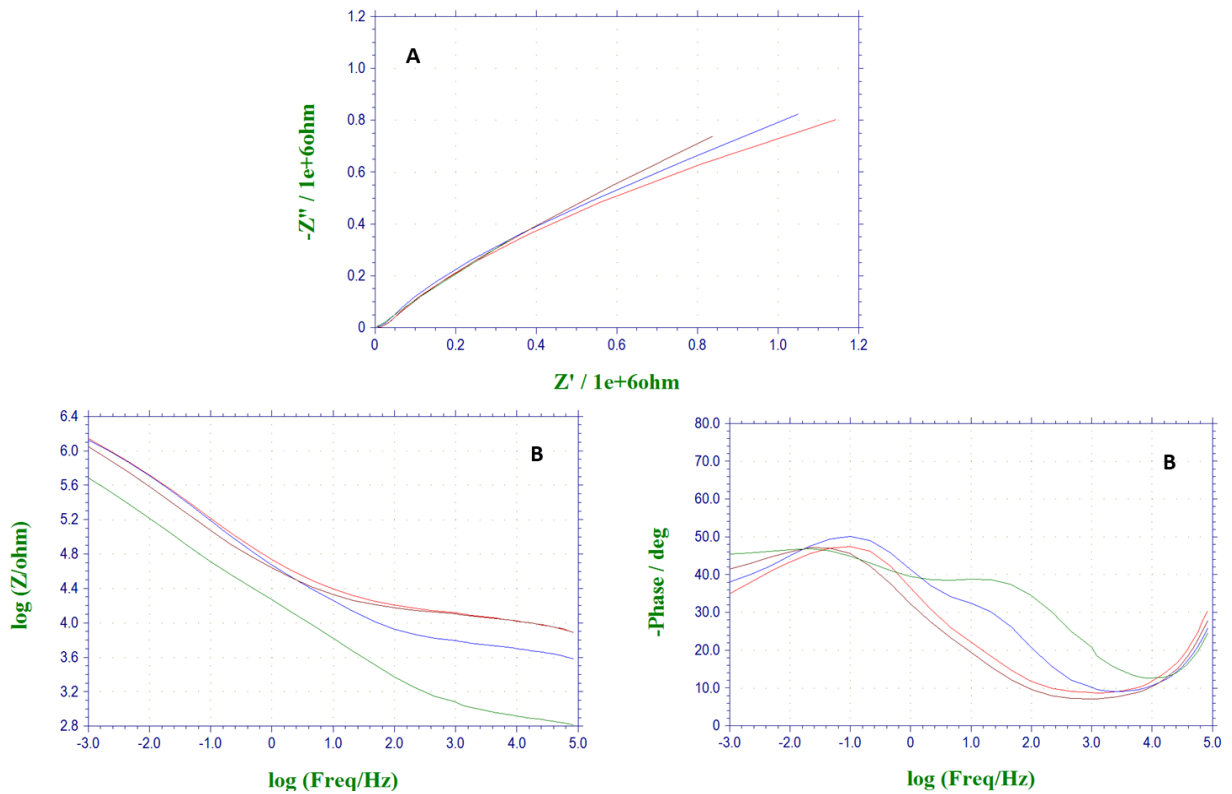 A
1.2
1.0
0.8
0.6
0.4
0.2
0
0 0.2 0.4 0.6 0.8 1.0 1.2
-Z" / 1e+6ohm
Z' / 1e+6ohm
B
6.4
6.0
5.6
5.2
4.8
4.4
4.0
3.6
3.2
2.8
-3.0 -2.0 -1.0 0 1.0 2.0 3.0 4.0 5.0
log (Z/ohm)
log (Freq/Hz)
B
80.0
70.0
60.0
50.0
40.0
30.0
20.0
10.0
0
-3.0 -2.0 -1.0 0 1.0 2.0 3.0 4.0 5.0
-Phase / deg
log (Freq/Hz)